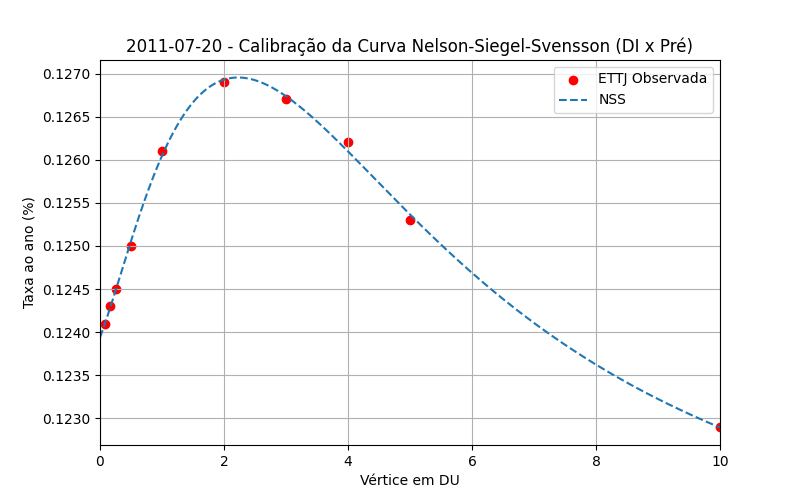 2011-07-20 - Calibração da Curva Nelson-Siegel-Svensson (DI x Pré)
ETTJ Observada
NSS
Taxa ao ano (%)
0.1270
0.1265
0.1260
0.1255
0.1250
0.1245
0.1240
0.1235
0.1230
0 2 4 6 8 10
Vértice em DU